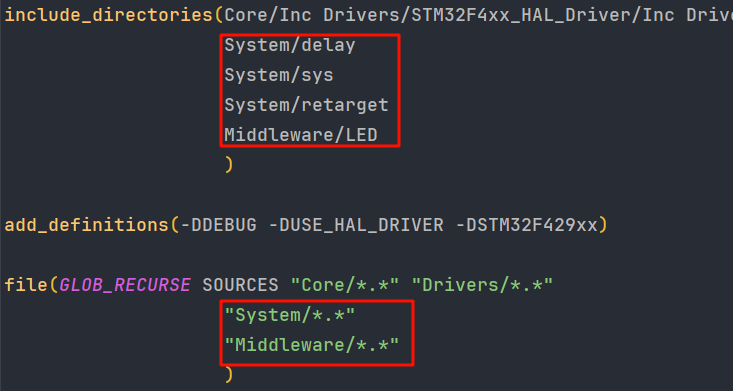 include_directories(Core/Inc Drivers/STM32F4xx_HAL_Driver/Inc
System/delay
System/sys
System/retarget
Middleware/LED
)
add_definitions(-DDEBUG -DUSE_HAL_DRIVER -DSTM32F429xx)
file(GLOB_RECURSE SOURCES "Core/*.*" "Drivers/*.*"
"System/*.*"
"Middleware/*.*"
)